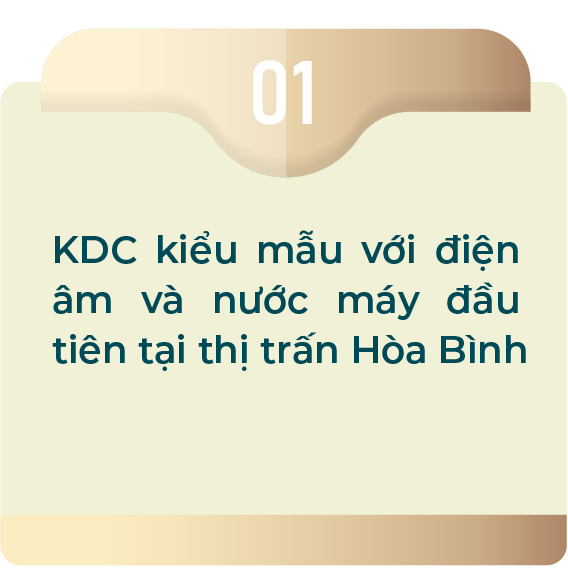 01
KDC kiểu mẫu với điện
âm và nước máy đầu
tiên tại thị trấn Hòa Bình